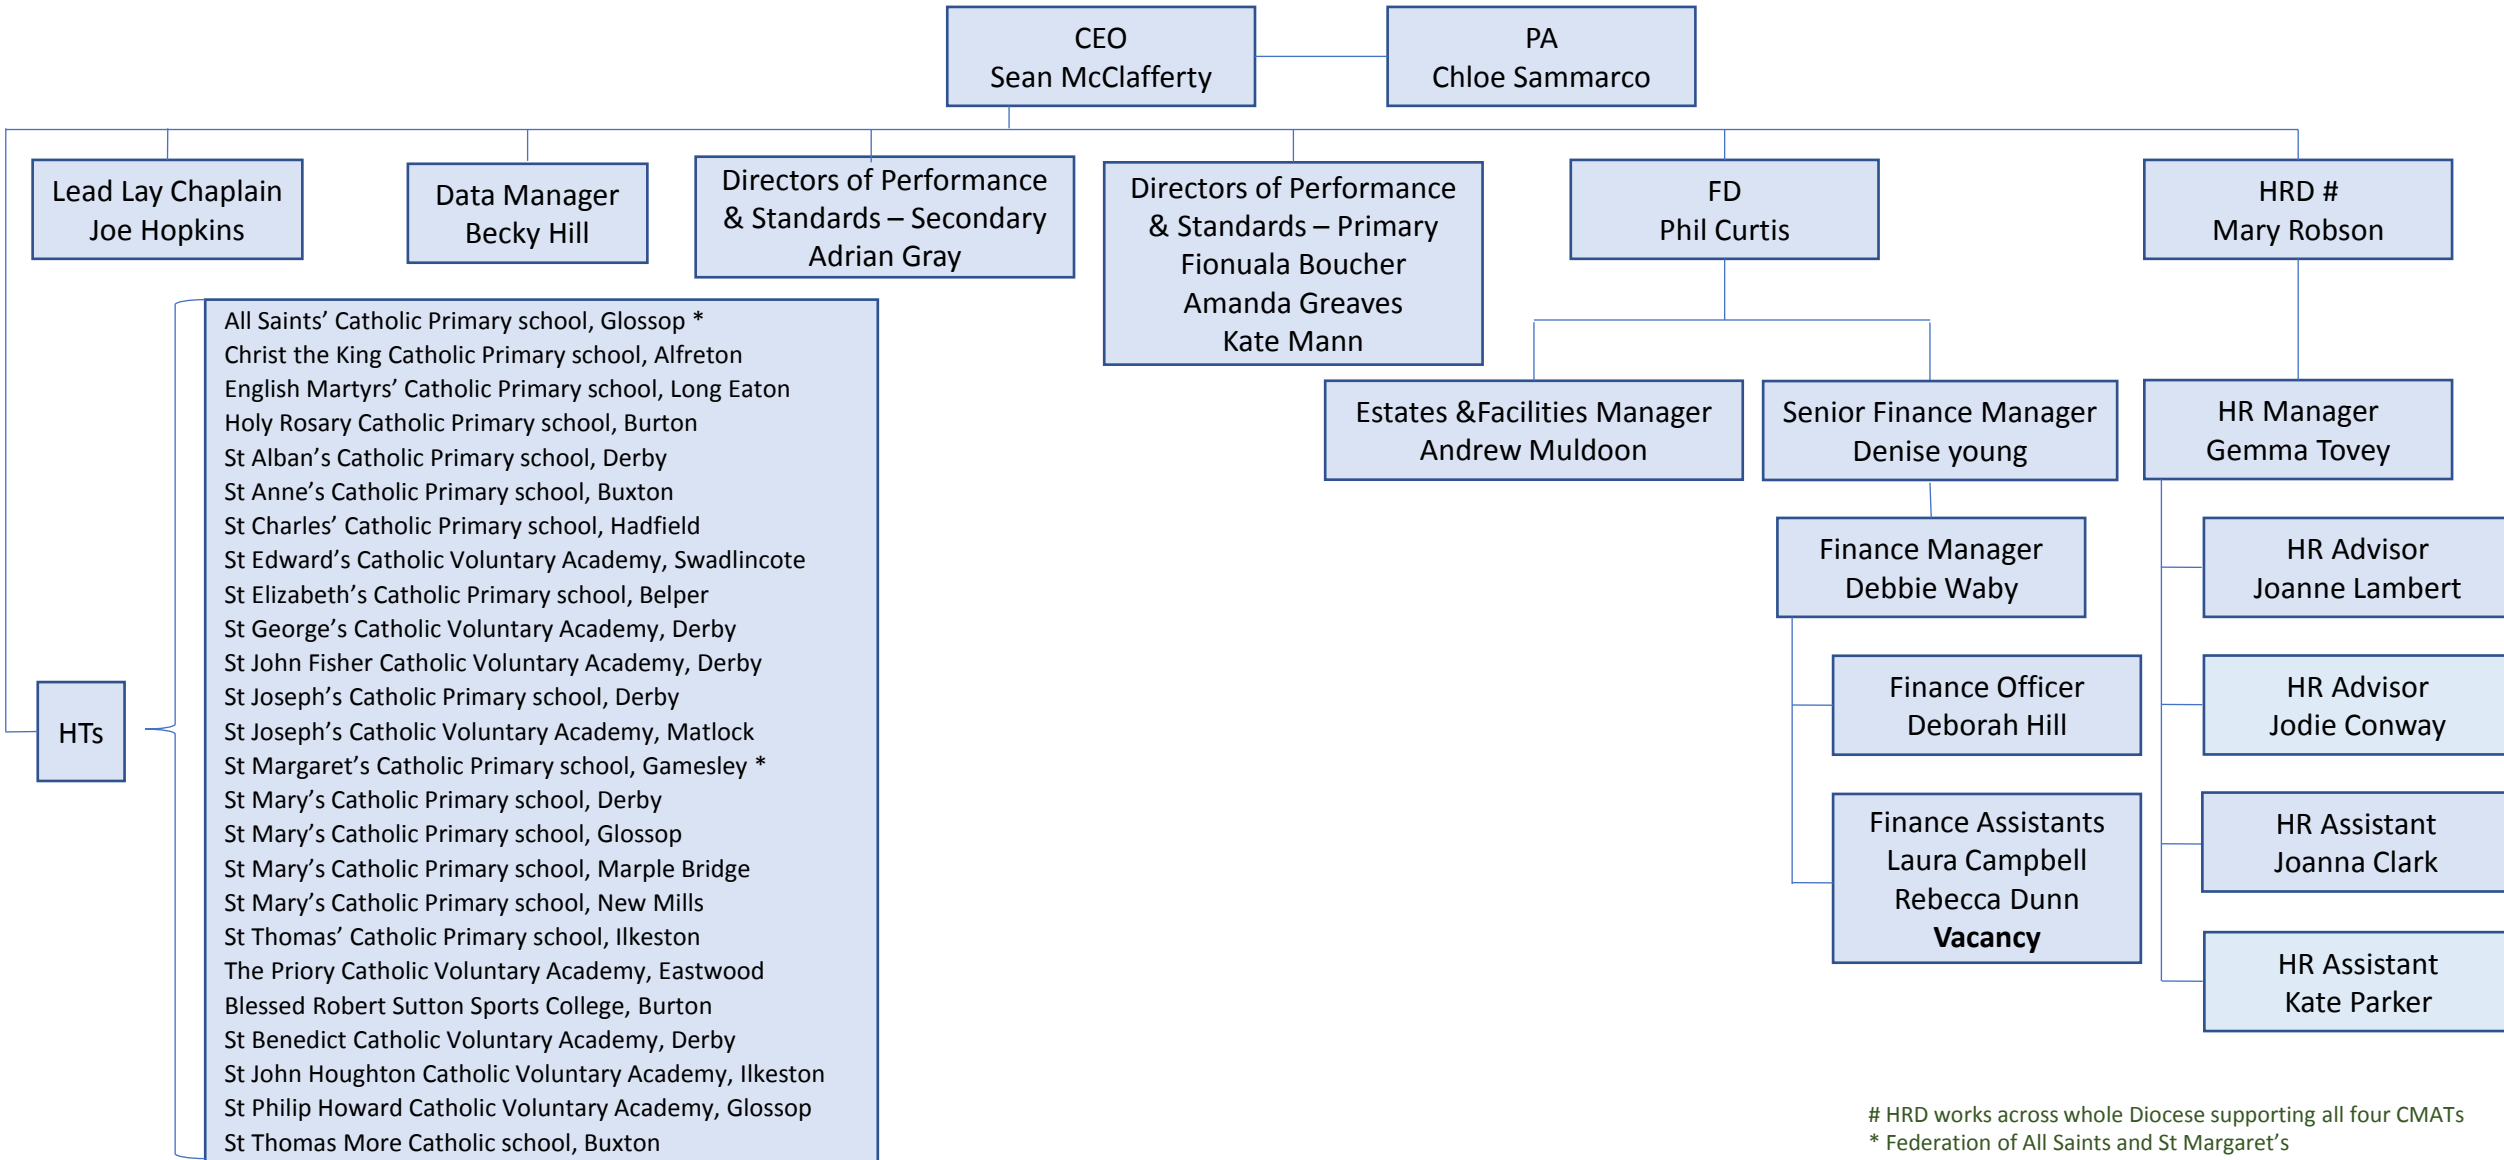 CEO
Sean McClafferty
PA
Chloe Sammarco
Lead Lay Chaplain
Joe Hopkins
Data Manager
Becky Hill
Directors of Performance
& Standards – Secondary
Adrian Gray
Directors of Performance
& Standards – Primary
Fionuala Boucher
Amanda Greaves
Kate Mann
FD
Phil Curtis
HRD #
Mary Robson
HTs
All Saints’ Catholic Primary school, Glossop *
Christ the King Catholic Primary school, Alfreton
English Martyrs’ Catholic Primary school, Long Eaton
Holy Rosary Catholic Primary school, Burton
St Alban’s Catholic Primary school, Derby
St Anne’s Catholic Primary school, Buxton
St Charles’ Catholic Primary school, Hadfield
St Edward’s Catholic Voluntary Academy, Swadlincote
St Elizabeth’s Catholic Primary school, Belper
St George’s Catholic Voluntary Academy, Derby
St John Fisher Catholic Voluntary Academy, Derby
St Joseph’s Catholic Primary school, Derby
St Joseph’s Catholic Voluntary Academy, Matlock
St Margaret’s Catholic Primary school, Gamesley *
St Mary’s Catholic Primary school, Derby
St Mary’s Catholic Primary school, Glossop
St Mary’s Catholic Primary school, Marple Bridge
St Mary’s Catholic Primary school, New Mills
St Thomas’ Catholic Primary school, Ilkeston
The Priory Catholic Voluntary Academy, Eastwood
Blessed Robert Sutton Sports College, Burton
St Benedict Catholic Voluntary Academy, Derby
St John Houghton Catholic Voluntary Academy, Ilkeston
St Philip Howard Catholic Voluntary Academy, Glossop
St Thomas More Catholic school, Buxton
Estates &Facilities Manager
Andrew Muldoon
Senior Finance Manager
Denise young
Finance Manager
Debbie Waby
Finance Officer
Deborah Hill
Finance Assistants
Laura Campbell
Rebecca Dunn
Vacancy
HR Manager
Gemma Tovey
HR Advisor
Joanne Lambert
HR Advisor
Jodie Conway
HR Assistant
Joanna Clark
HR Assistant
Kate Parker
# HRD works across whole Diocese supporting all four CMATs
* Federation of All Saints and St Margaret’s